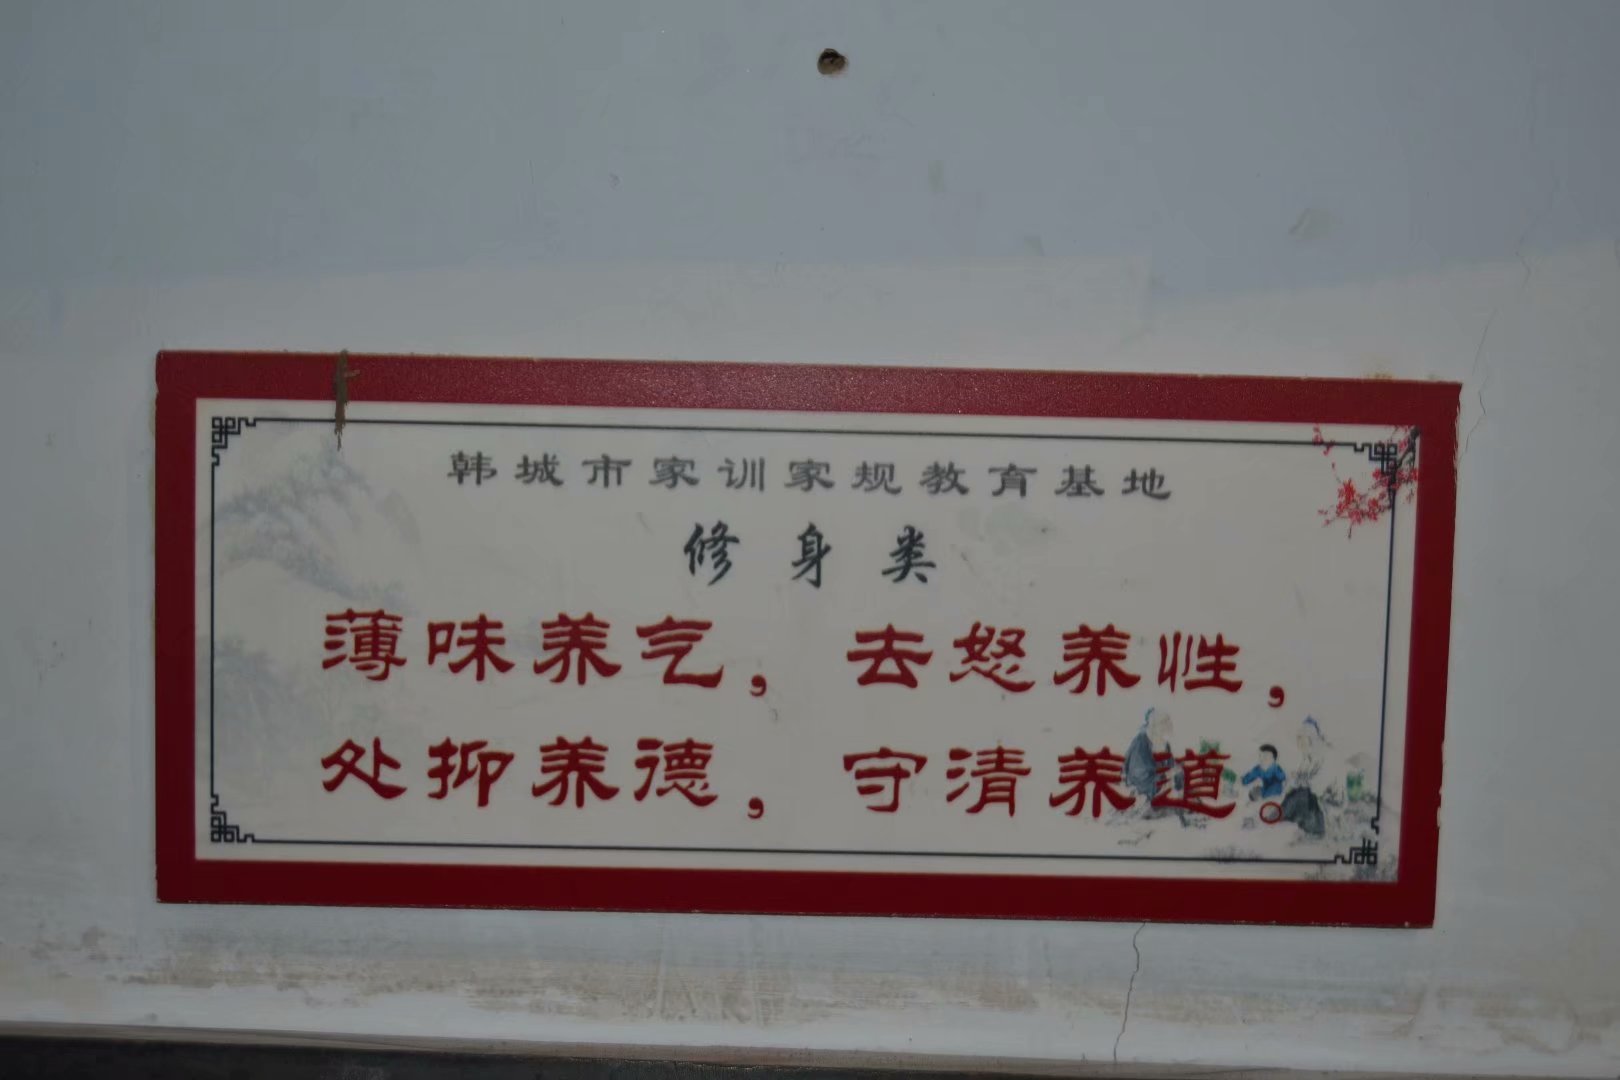 韩城市家训家规教育基地
修身类
薄味养气，去怒养性，
处抑养德，守清养道。